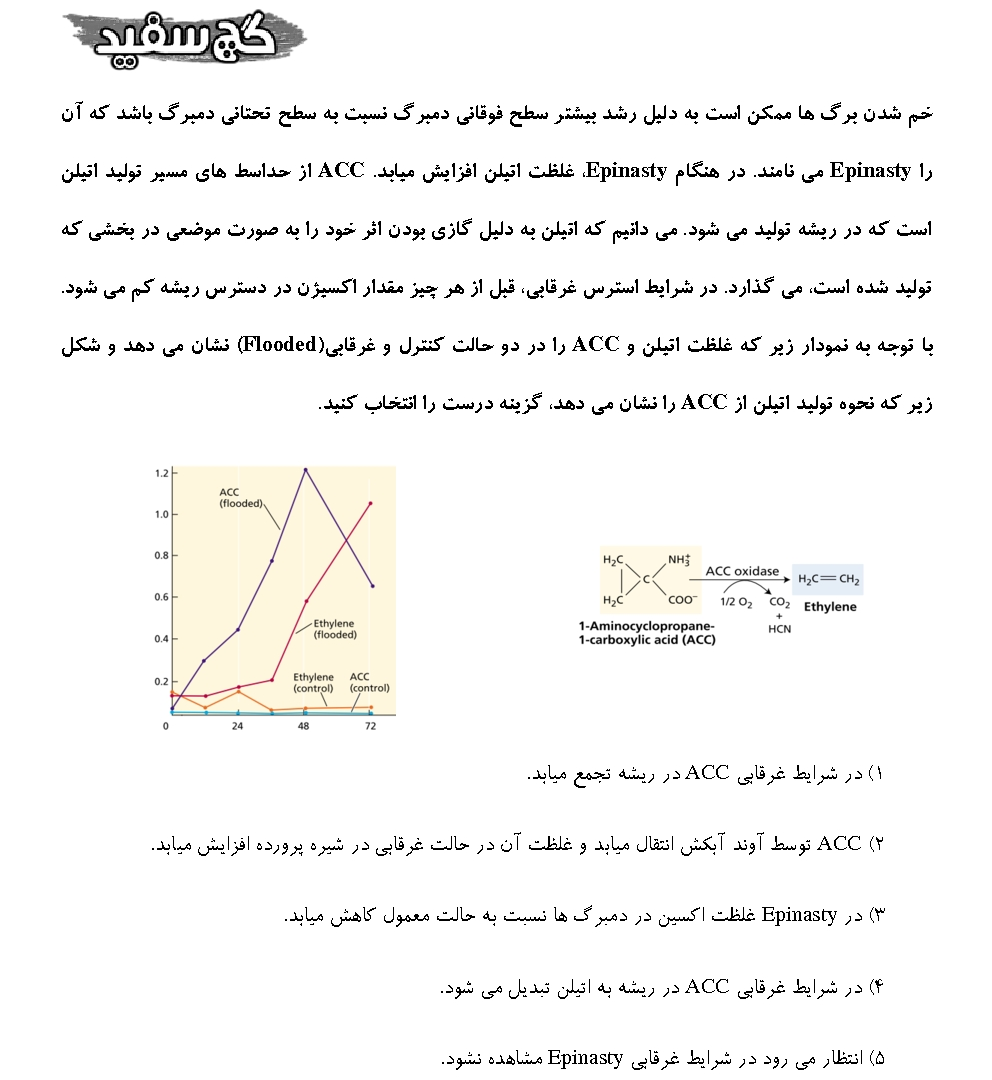 گچ سفید
خم شدن برگ ها ممکن است به دلیل رشد بیشتر سطح فوقانی دمبرگ نسبت به سطح تحتانی دمبرگ باشد که آن
را Epinasty می نامند. در هنگام Epinasty، غلظت اتیلن افزایش میابد. ACC از حداسط های مسیر تولید اتیلن
است که در ریشه تولید می شود. می دانیم که اتیلن به دلیل گازی بودن اثر خود را به صورت موضعی در بخشی که
تولید شده است، می گذارد. در شرایط استرس غرقابی، قبل از هر چیز مقدار اکسیژن در دسترس ریشه کم می شود.
با توجه به نمودار زیر که غلظت اتیلن و ACC را در دو حالت کنترل و غرقابی(Flooded) نشان می دهد و شکل
زیر که نحوه تولید اتیلن از ACC را نشان می دهد، گزینه درست را انتخاب کنید.
1.2
1.0
0.8
0.6
0.4
0.2
0
24
48
72
ACC
(flooded)
Ethylene
(flooded)
Ethylene
(control)
ACC
(control)
H₂C
H₂C
C
NH₃⁺
COO⁻
1-Aminocyclopropane-
1-carboxylic acid (ACC)
ACC oxidase
1/2 O₂
CO₂
+
HCN
H₂C=CH₂
Ethylene
۱) در شرایط غرقابی ACC در ریشه تجمع میابد.
۲) ACC توسط آوند آبکش انتقال میابد و غلظت آن در حالت غرقابی در شیره پرورده افزایش میابد.
۳) در Epinasty غلظت اکسین در دمبرگ ها نسبت به حالت معمول کاهش میابد.
۴) در شرایط غرقابی ACC در ریشه به اتیلن تبدیل می شود.
۵) انتظار می رود در شرایط غرقابی Epinasty مشاهده نشود.